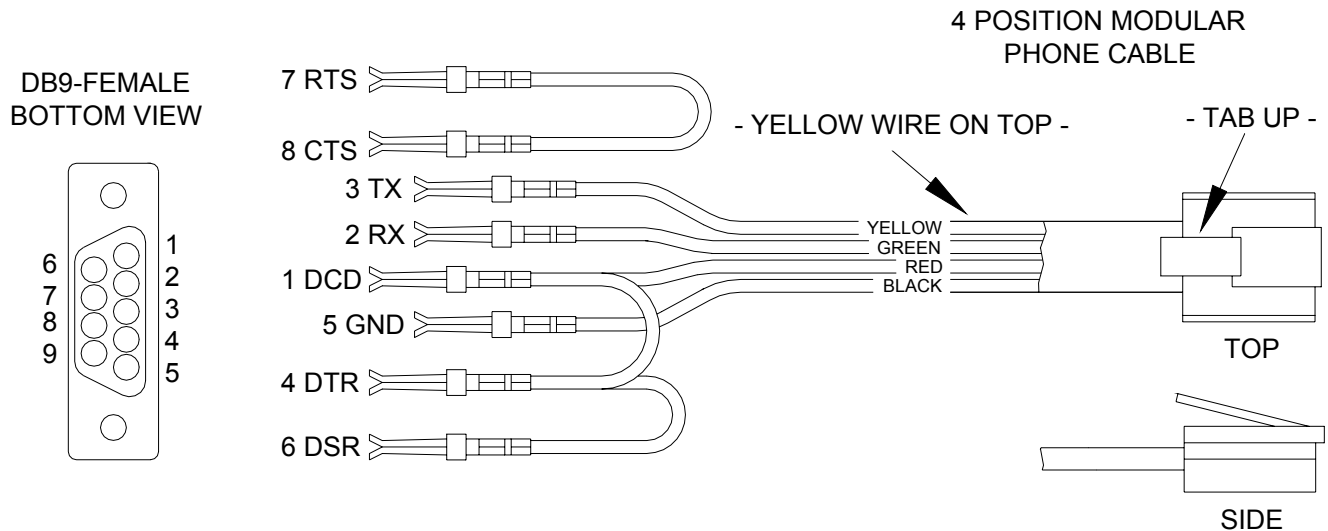 4 POSITION MODULAR
PHONE CABLE
DB9-FEMALE
BOTTOM VIEW
7 RTS
8 CTS
3 TX
2 RX
1 DCD
5 GND
4 DTR
6 DSR
- YELLOW WIRE ON TOP -
- TAB UP -
YELLOW
GREEN
RED
BLACK
6
7
8
9
1
2
3
4
5
TOP
SIDE